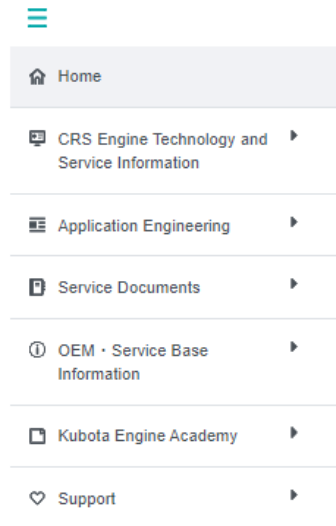 Home
CRS Engine Technology and
Service Information
Application Engineering
Service Documents
OEM・Service Base
Information
Kubota Engine Academy
Support